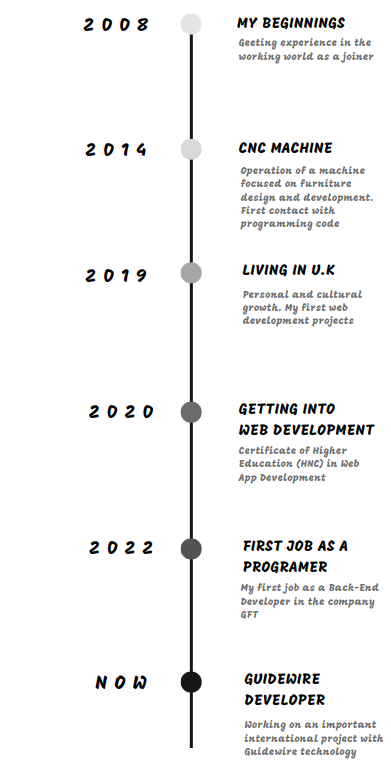 2008
MY BEGINNINGS
Geeting experience in the
working world as a joiner
2014
CNC MACHINE
Operation of a machine
focused on furniture
design and development.
First contact with
programming code
2019
LIVING IN U.K
Personal and cultural
growth. My first web
development projects
2020
GETTING INTO
WEB DEVELOPMENT
Certificate of Higher
Education (HNC) in Web
App Development
2022
FIRST JOB AS A
PROGRAMER
My first job as a Back-End
Developer in the company
GFT
NOW
GUIDEWIRE
DEVELOPER
Working on an important
international project with
Guidewire technology